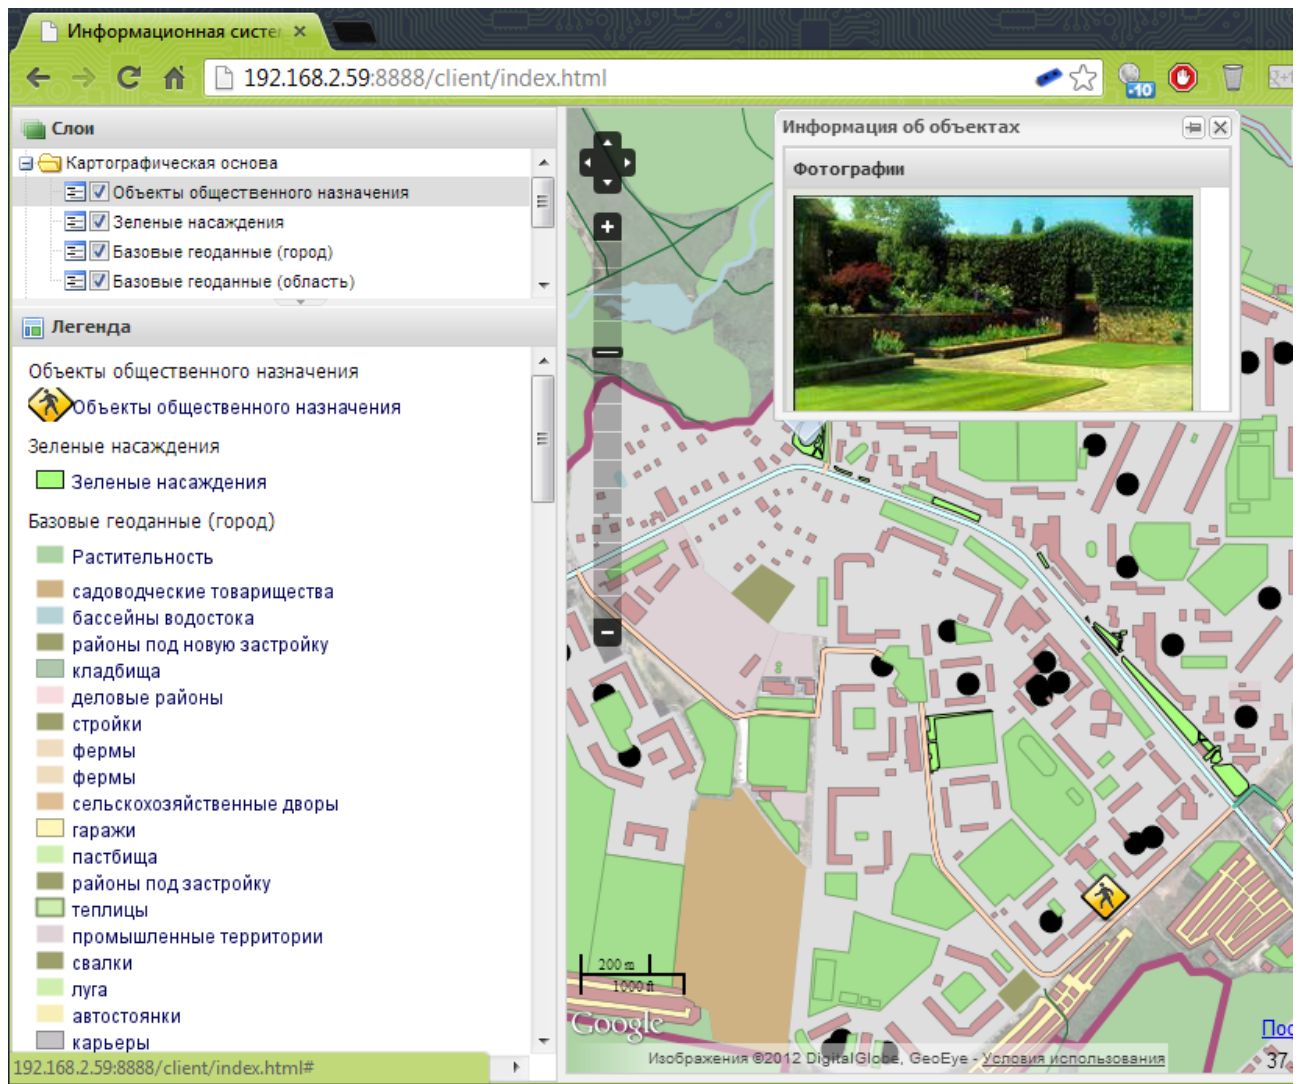 Информационная систе
192.168.2.59:8888/client/index.html
-10
Слои
Картографическая основа
Объекты общественного назначения
Зеленые насаждения
Базовые геоданные (город)
Базовые геоданные (область)
Легенда
Объекты общественного назначения
Объекты общественного назначения
Зеленые насаждения
Зеленые насаждения
Базовые геоданные (город)
Растительность
садоводческие товарищества
бассейны водостока
районы под новую застройку
кладбища
деловые районы
стройки
фермы
фермы
сельскохозяйственные дворы
гаражи
пастбища
районы под застройку
теплицы
промышленные территории
свалки
луга
автостоянки
карьеры
192.168.2.59:8888/client/index.html#
Информация об объектах
Фотографии
200 m
1000 ft
Google
Пос
Изображения ©2012 DigitalGlobe, GeoEye - Условия использования
37.